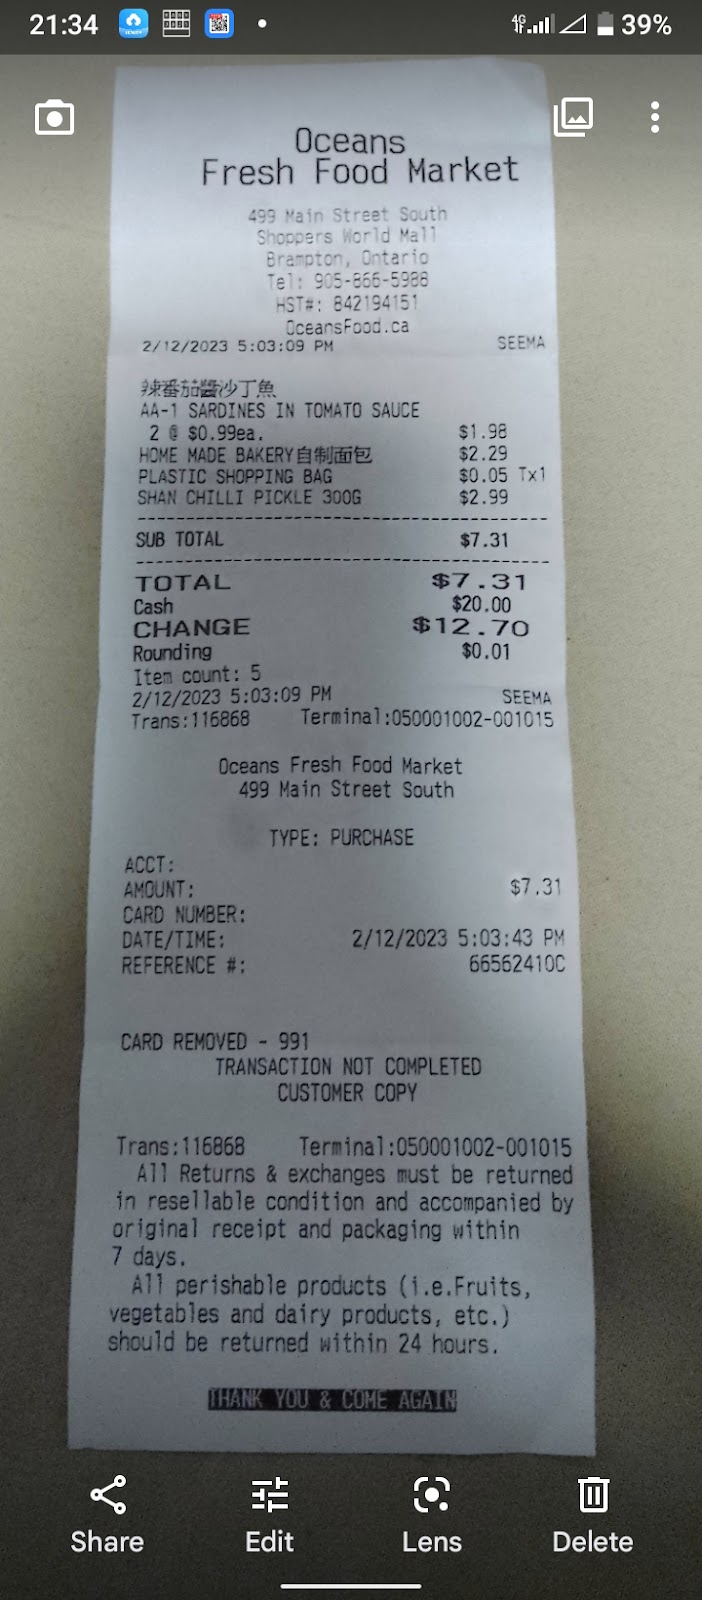 21:34
4G
39%
Oceans
Fresh Food Market
499 Main Street South
Shoppers World Mall
Brampton, Ontario
Tel: 905-866-5988
HST#: 842194151
OceansFood.ca
2/12/2023 5:03:09 PM SEEMA
辣番茄醬沙丁魚
AA-1 SARDINES IN TOMATO SAUCE
2 @ $0.99ea. $1.98
HOME MADE BAKERY自制面包 $2.29
PLASTIC SHOPPING BAG $0.05 Tx1
SHAN CHILLI PICKLE 300G $2.99
SUB TOTAL $7.31
TOTAL $7.31
Cash $20.00
CHANGE $12.70
Rounding $0.01
Item count: 5
2/12/2023 5:03:09 PM SEEMA
Trans:116868 Terminal:050001002-001015
Oceans Fresh Food Market
499 Main Street South
TYPE: PURCHASE
ACCT:
AMOUNT: $7.31
CARD NUMBER:
DATE/TIME: 2/12/2023 5:03:43 PM
REFERENCE #: 66562410C
CARD REMOVED - 991
TRANSACTION NOT COMPLETED
CUSTOMER COPY
Trans:116868 Terminal:050001002-001015
All Returns & exchanges must be returned
in resellable condition and accompanied by
original receipt and packaging within
7 days.
All perishable products (i.e.Fruits,
vegetables and dairy products, etc.)
should be returned within 24 hours.
THANK YOU & COME AGAIN
Share Edit Lens Delete